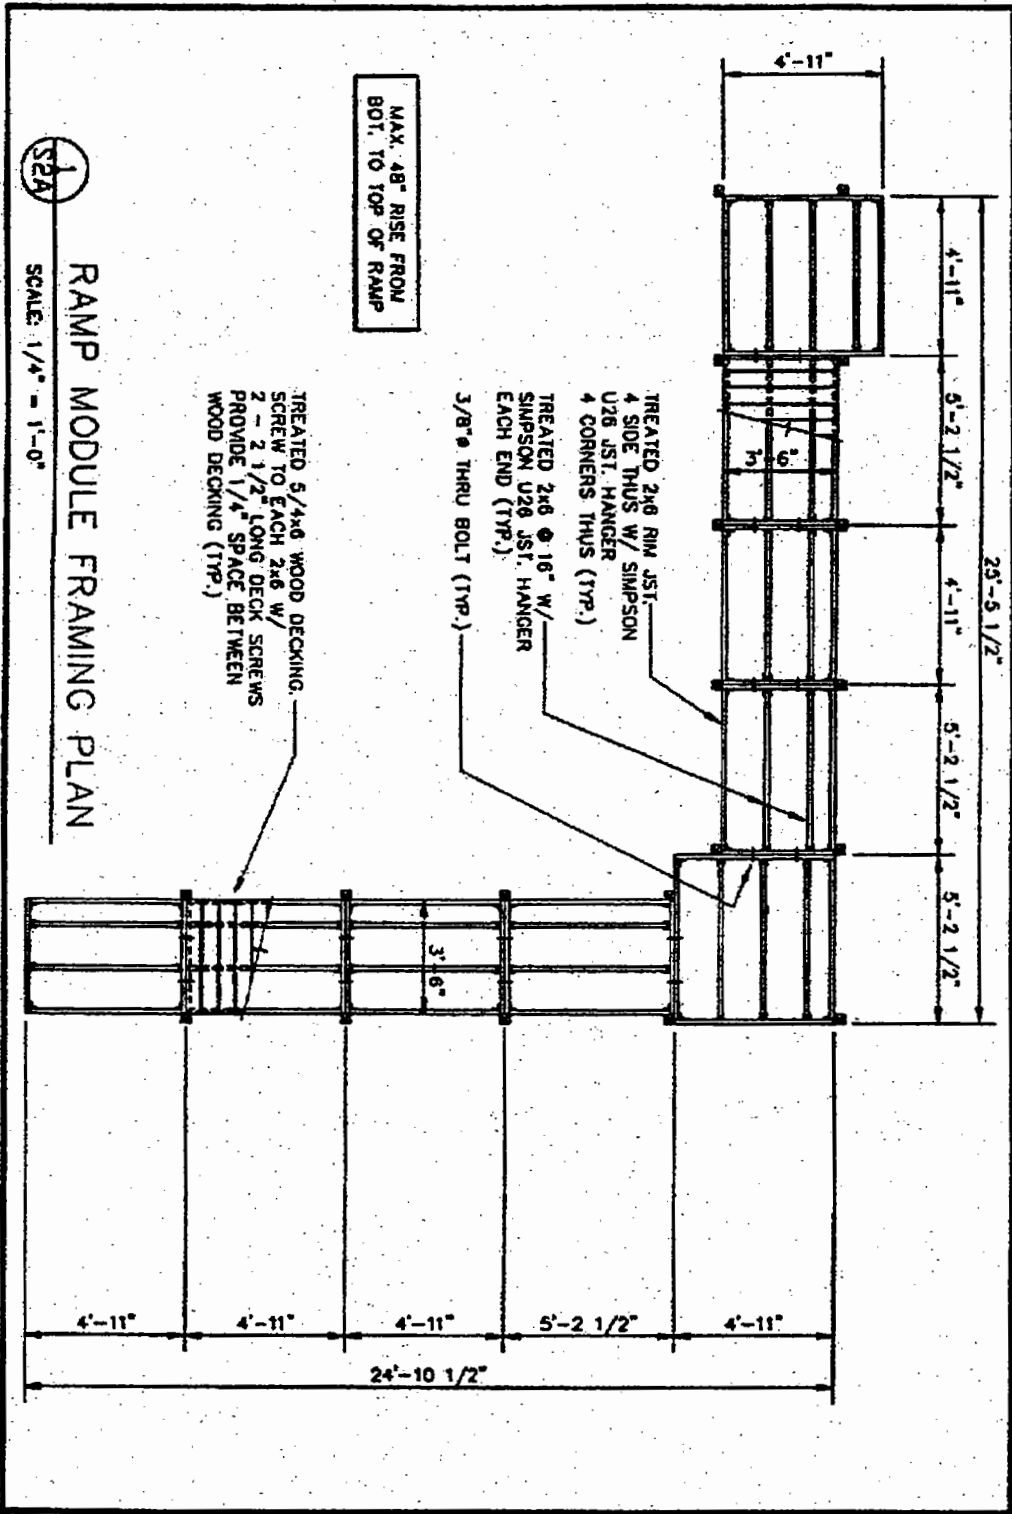 4'-11"
4'-11"
5'-2 1/2"
4'-11"
5'-2 1/2"
5'-2 1/2"
25'-5 1/2"
3'-6"
MAX. 48" RISE FROM
BOT. TO TOP OF RAMP
TREATED 2x6 RIM JST.
4 SIDE THUS W/ SIMPSON
U26 JST. HANGER
4 CORNERS THUS (TYP.)
TREATED 2x6 @ 16" W/
SIMPSON U26 JST. HANGER
EACH END (TYP.)
3/8"ø THRU BOLT (TYP.)
TREATED 5/4x6 WOOD DECKING.
SCREW TO EACH 2x6 W/
2 - 2 1/2" LONG DECK SCREWS
PROVIDE 1/4" SPACE BETWEEN
WOOD DECKING (TYP.)
3'-6"
4'-11"
4'-11"
4'-11"
5'-2 1/2"
4'-11"
24'-10 1/2"
1
S2A
RAMP MODULE FRAMING PLAN
SCALE: 1/4" = 1'-0"